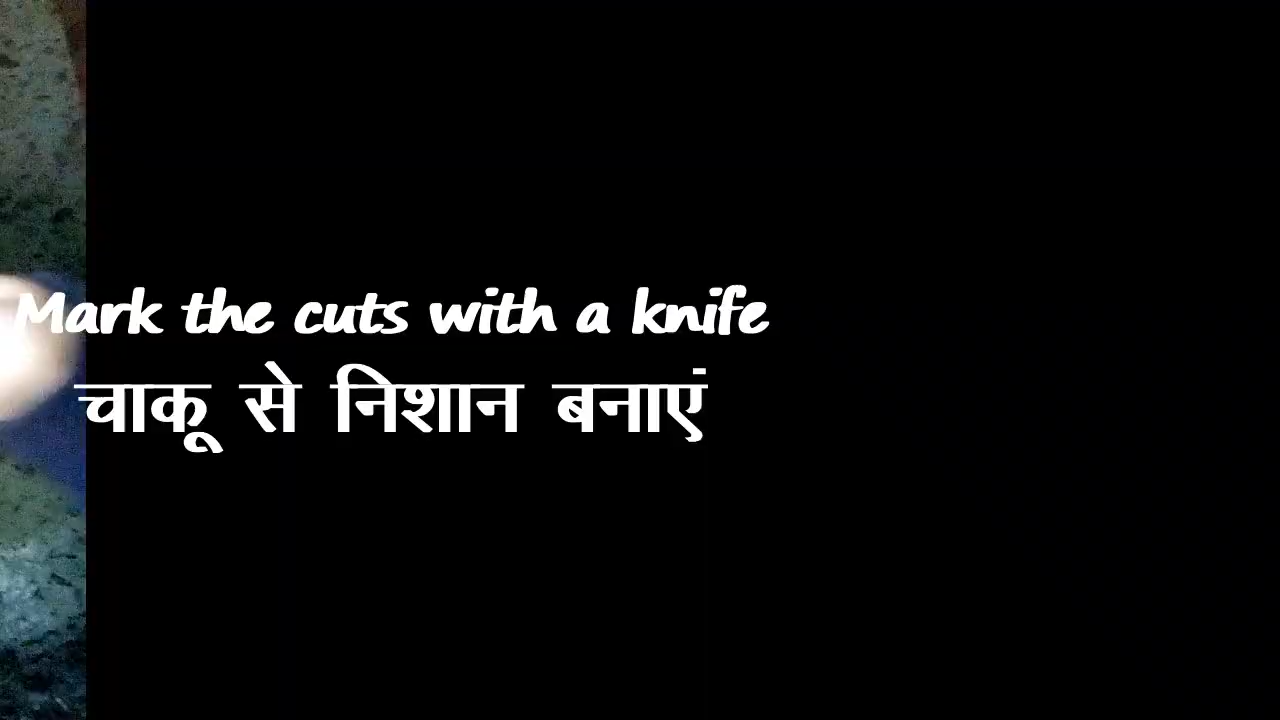 Mark the cuts with a knife
चाकू से निशान बनाएं